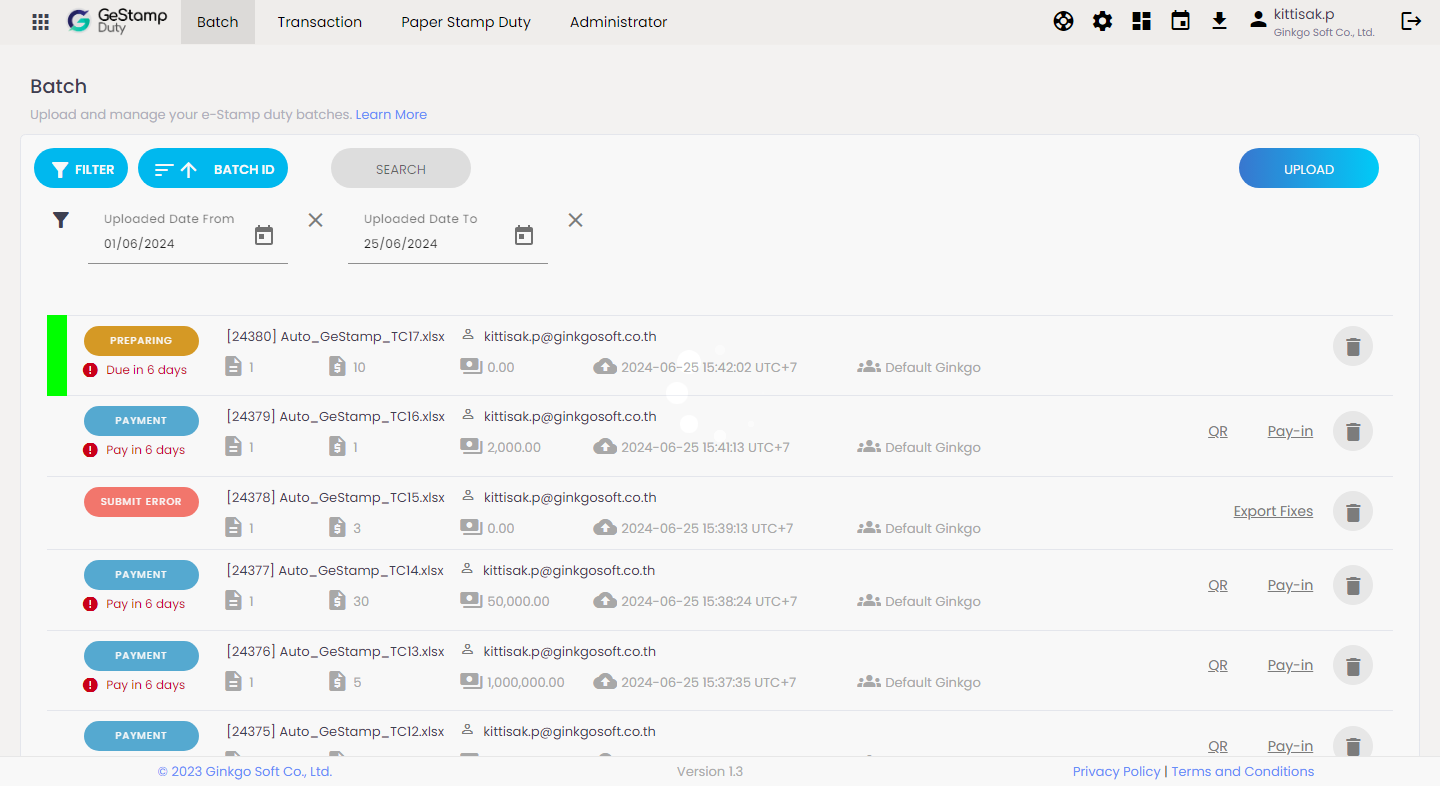 GeStamp
Duty
Batch
Transaction
Paper Stamp Duty
Administrator
kittisak.p
Ginkgo Soft Co., Ltd.
Batch
Upload and manage your e-Stamp duty batches. Learn More
FILTER
BATCH ID
SEARCH
UPLOAD
Uploaded Date From
01/06/2024
Uploaded Date To
25/06/2024
PREPARING
[24380] Auto_GeStamp_TC17.xlsx
kittisak.p@ginkgosoft.co.th
Due in 6 days
1
10
0.00
2024-06-25 15:42:02 UTC+7
Default Ginkgo
PAYMENT
[24379] Auto_GeStamp_TC16.xlsx
kittisak.p@ginkgosoft.co.th
Pay in 6 days
1
1
2,000.00
2024-06-25 15:41:13 UTC+7
Default Ginkgo
QR
Pay-in
SUBMIT ERROR
[24378] Auto_GeStamp_TC15.xlsx
kittisak.p@ginkgosoft.co.th
1
3
0.00
2024-06-25 15:39:13 UTC+7
Default Ginkgo
Export Fixes
PAYMENT
[24377] Auto_GeStamp_TC14.xlsx
kittisak.p@ginkgosoft.co.th
Pay in 6 days
1
30
50,000.00
2024-06-25 15:38:24 UTC+7
Default Ginkgo
QR
Pay-in
PAYMENT
[24376] Auto_GeStamp_TC13.xlsx
kittisak.p@ginkgosoft.co.th
Pay in 6 days
1
5
1,000,000.00
2024-06-25 15:37:35 UTC+7
Default Ginkgo
QR
Pay-in
PAYMENT
[24375] Auto_GeStamp_TC12.xlsx
kittisak.p@ginkgosoft.co.th
QR
Pay-in
© 2023 Ginkgo Soft Co., Ltd.
Version 1.3
Privacy Policy | Terms and Conditions